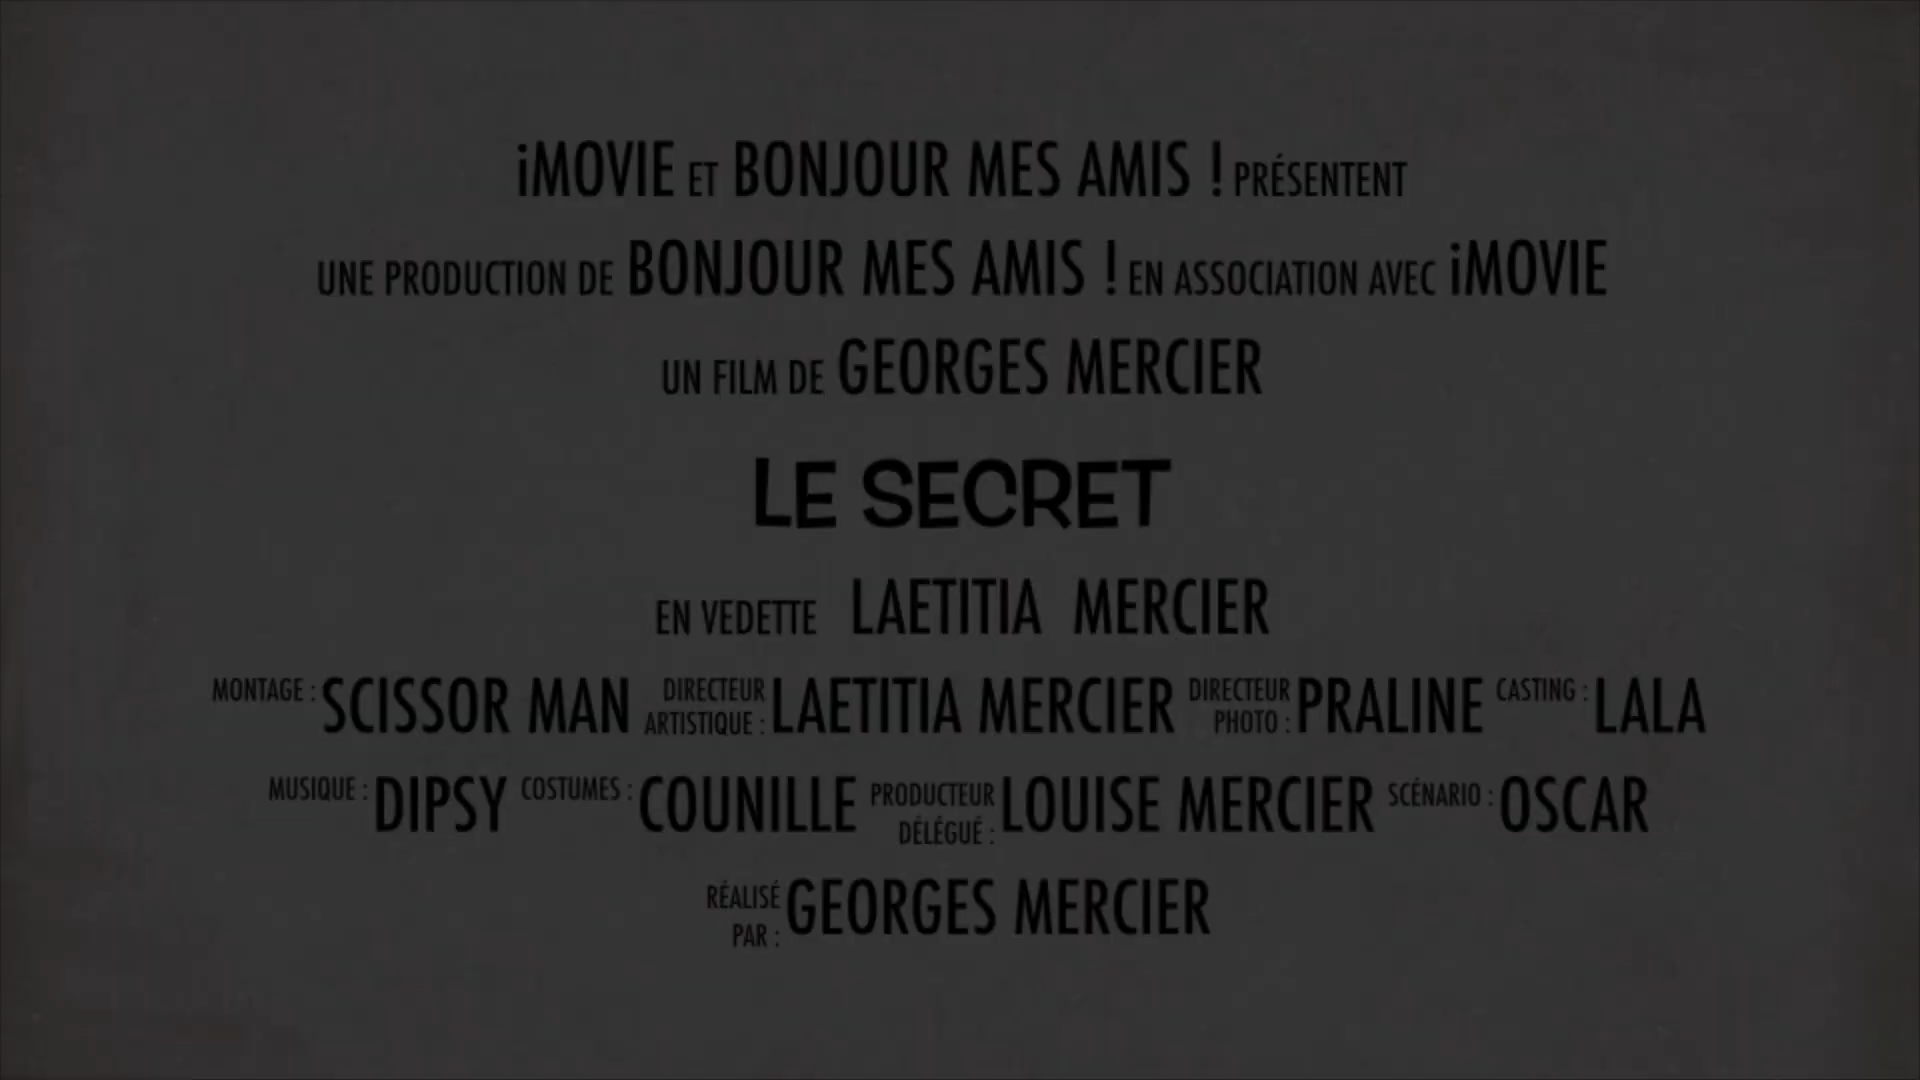 iMOVIE ET BONJOUR MES AMIS ! PRÉSENTENT
UNE PRODUCTION DE BONJOUR MES AMIS ! EN ASSOCIATION AVEC iMOVIE
UN FILM DE GEORGES MERCIER
LE SECRET
EN VEDETTE LAETITIA MERCIER
MONTAGE : SCISSOR MAN DIRECTEUR ARTISTIQUE : LAETITIA MERCIER DIRECTEUR PHOTO : PRALINE CASTING : LALA
MUSIQUE : DIPSY COSTUMES : COUNILLE PRODUCTEUR DÉLÉGUÉ : LOUISE MERCIER SCÉNARIO : OSCAR
RÉALISÉ PAR : GEORGES MERCIER